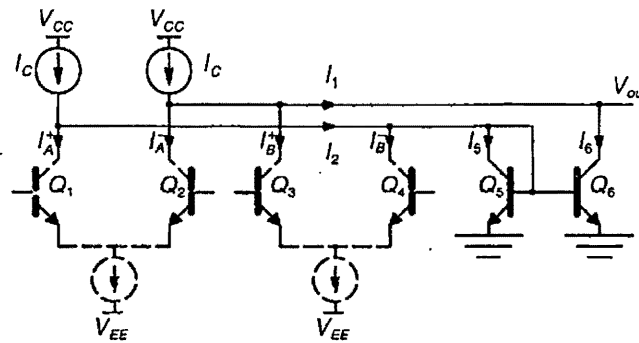 V_CC V_CC
I_C I_C
I_1 V_ou
I_A^+ I_A^- I_B^+ I_2 I_B^- I_5 I_6
Q_1 Q_2 Q_3 Q_4 Q_5 Q_6
V_EE V_EE